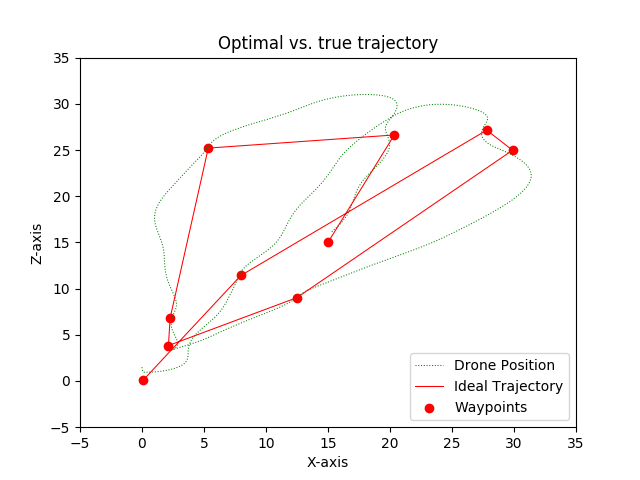 Optimal vs. true trajectory
35
30
25
20
15
10
5
0
−5
Z-axis
−5 0 5 10 15 20 25 30 35
X-axis
Drone Position
Ideal Trajectory
Waypoints